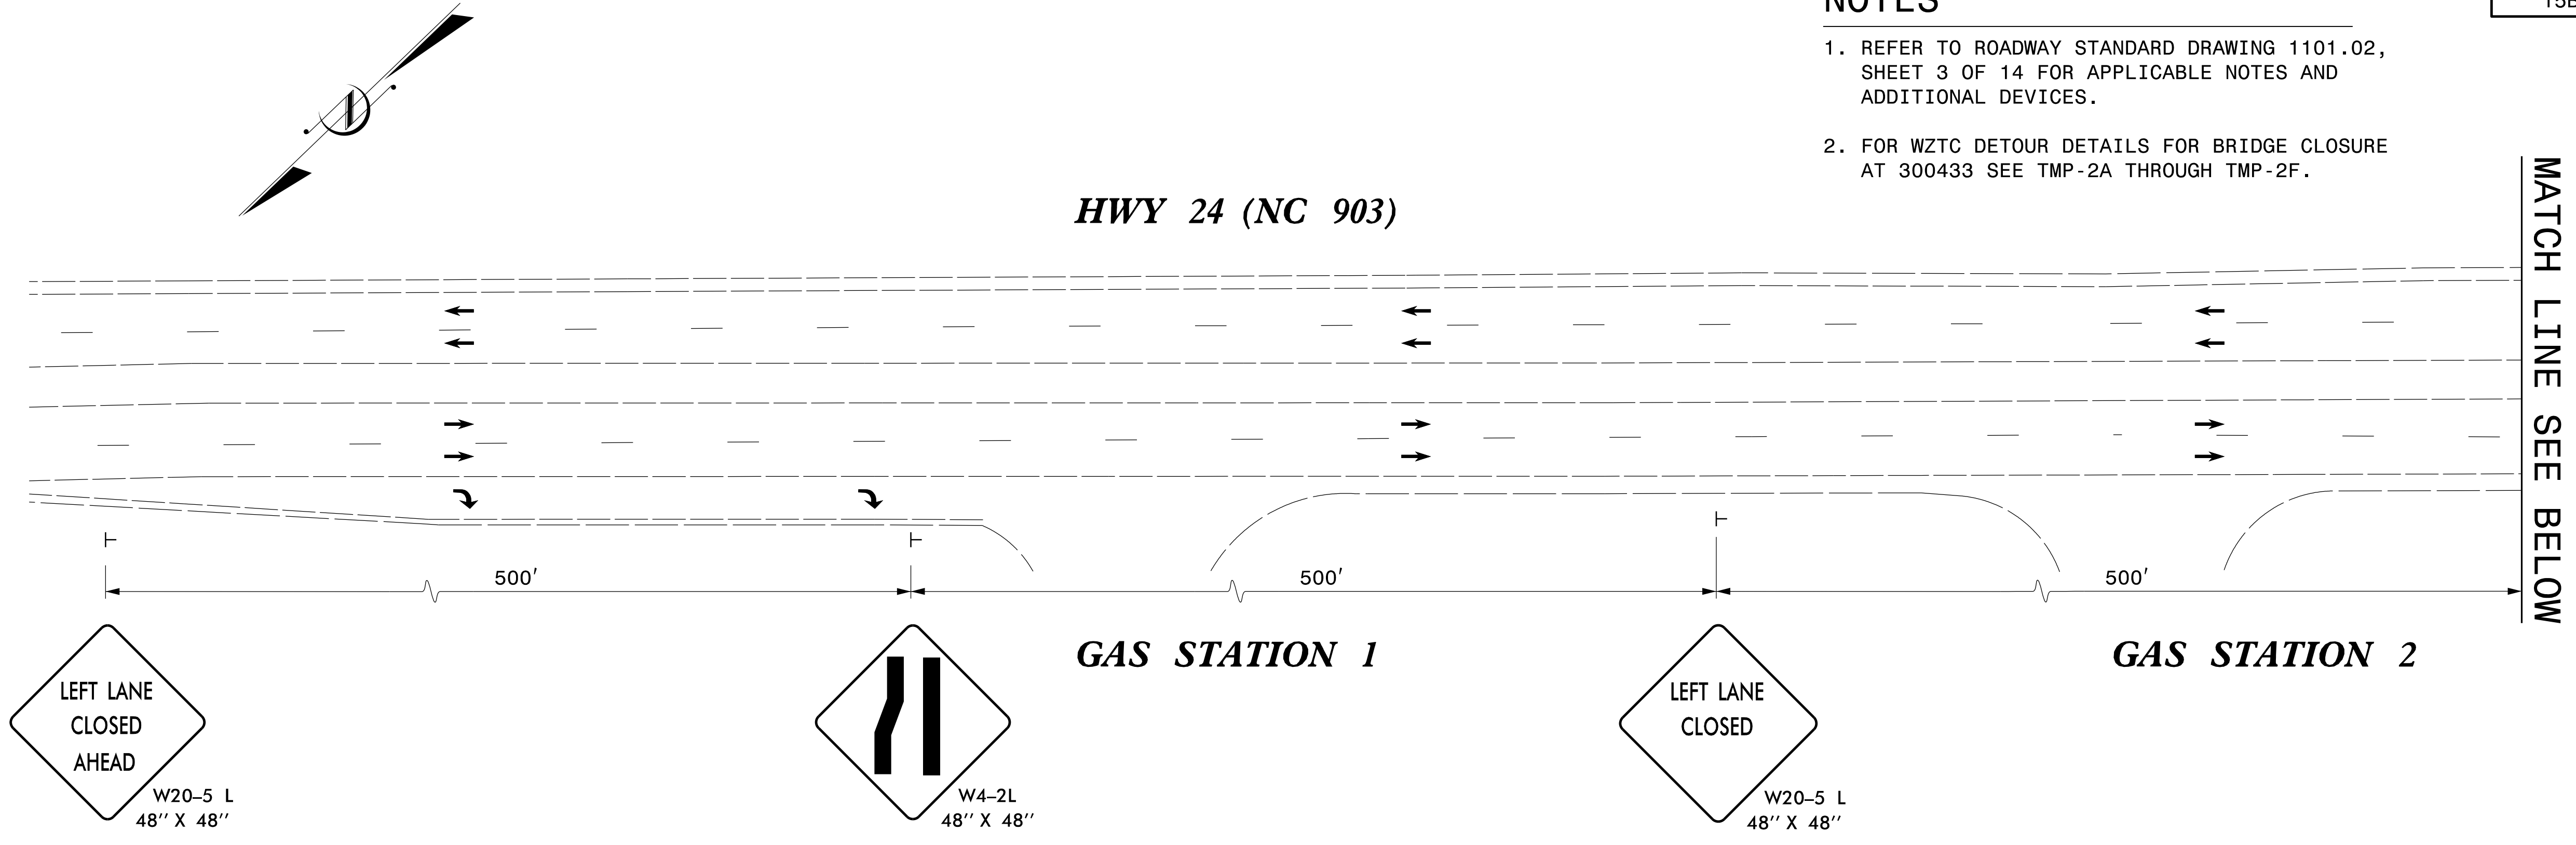 NOTES
1. REFER TO ROADWAY STANDARD DRAWING 1101.02,
SHEET 3 OF 14 FOR APPLICABLE NOTES AND
ADDITIONAL DEVICES.
2. FOR WZTC DETOUR DETAILS FOR BRIDGE CLOSURE
AT 300433 SEE TMP-2A THROUGH TMP-2F.
HWY 24 (NC 903)
MATCH LINE SEE BELOW
500'
500'
500'
GAS STATION 1
GAS STATION 2
LEFT LANE
CLOSED
AHEAD
W20-5 L
48'' X 48''
W4-2L
48'' X 48''
LEFT LANE
CLOSED
W20-5 L
48'' X 48''